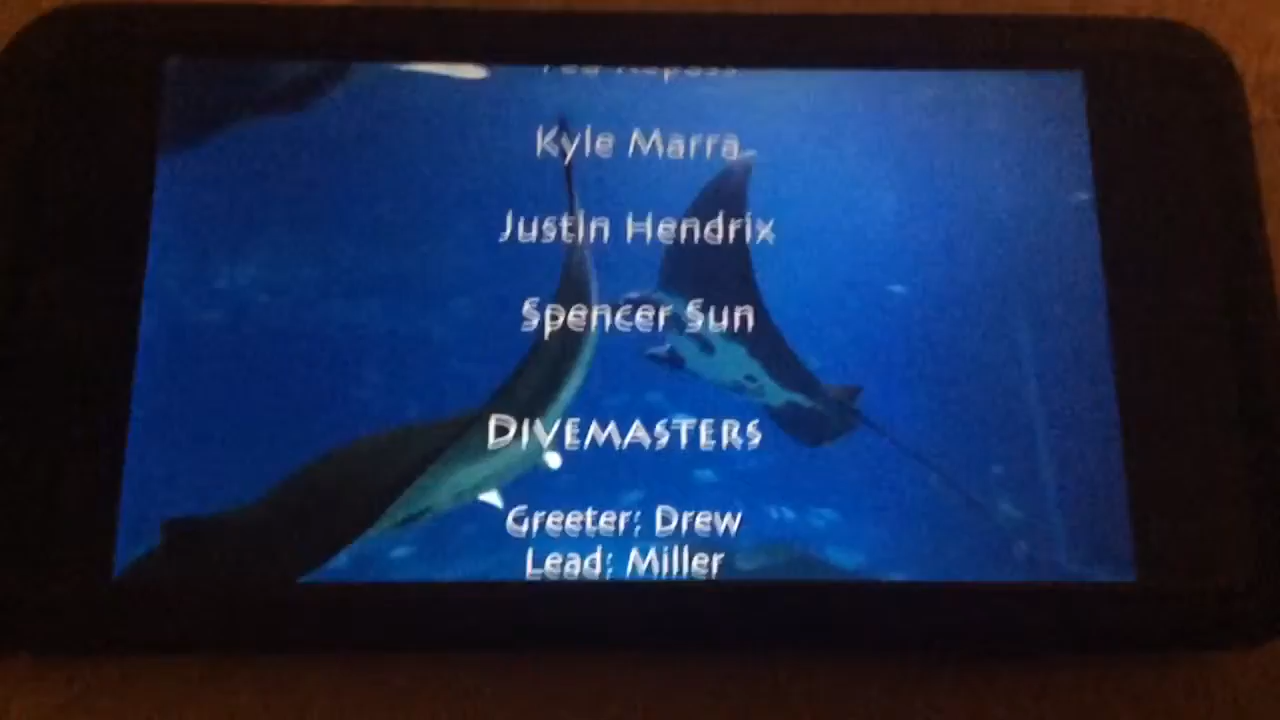 Kyle Marra
Justin Hendrix
Spencer Sun
DIVEMASTERS
Greeter: Drew
Lead: Miller